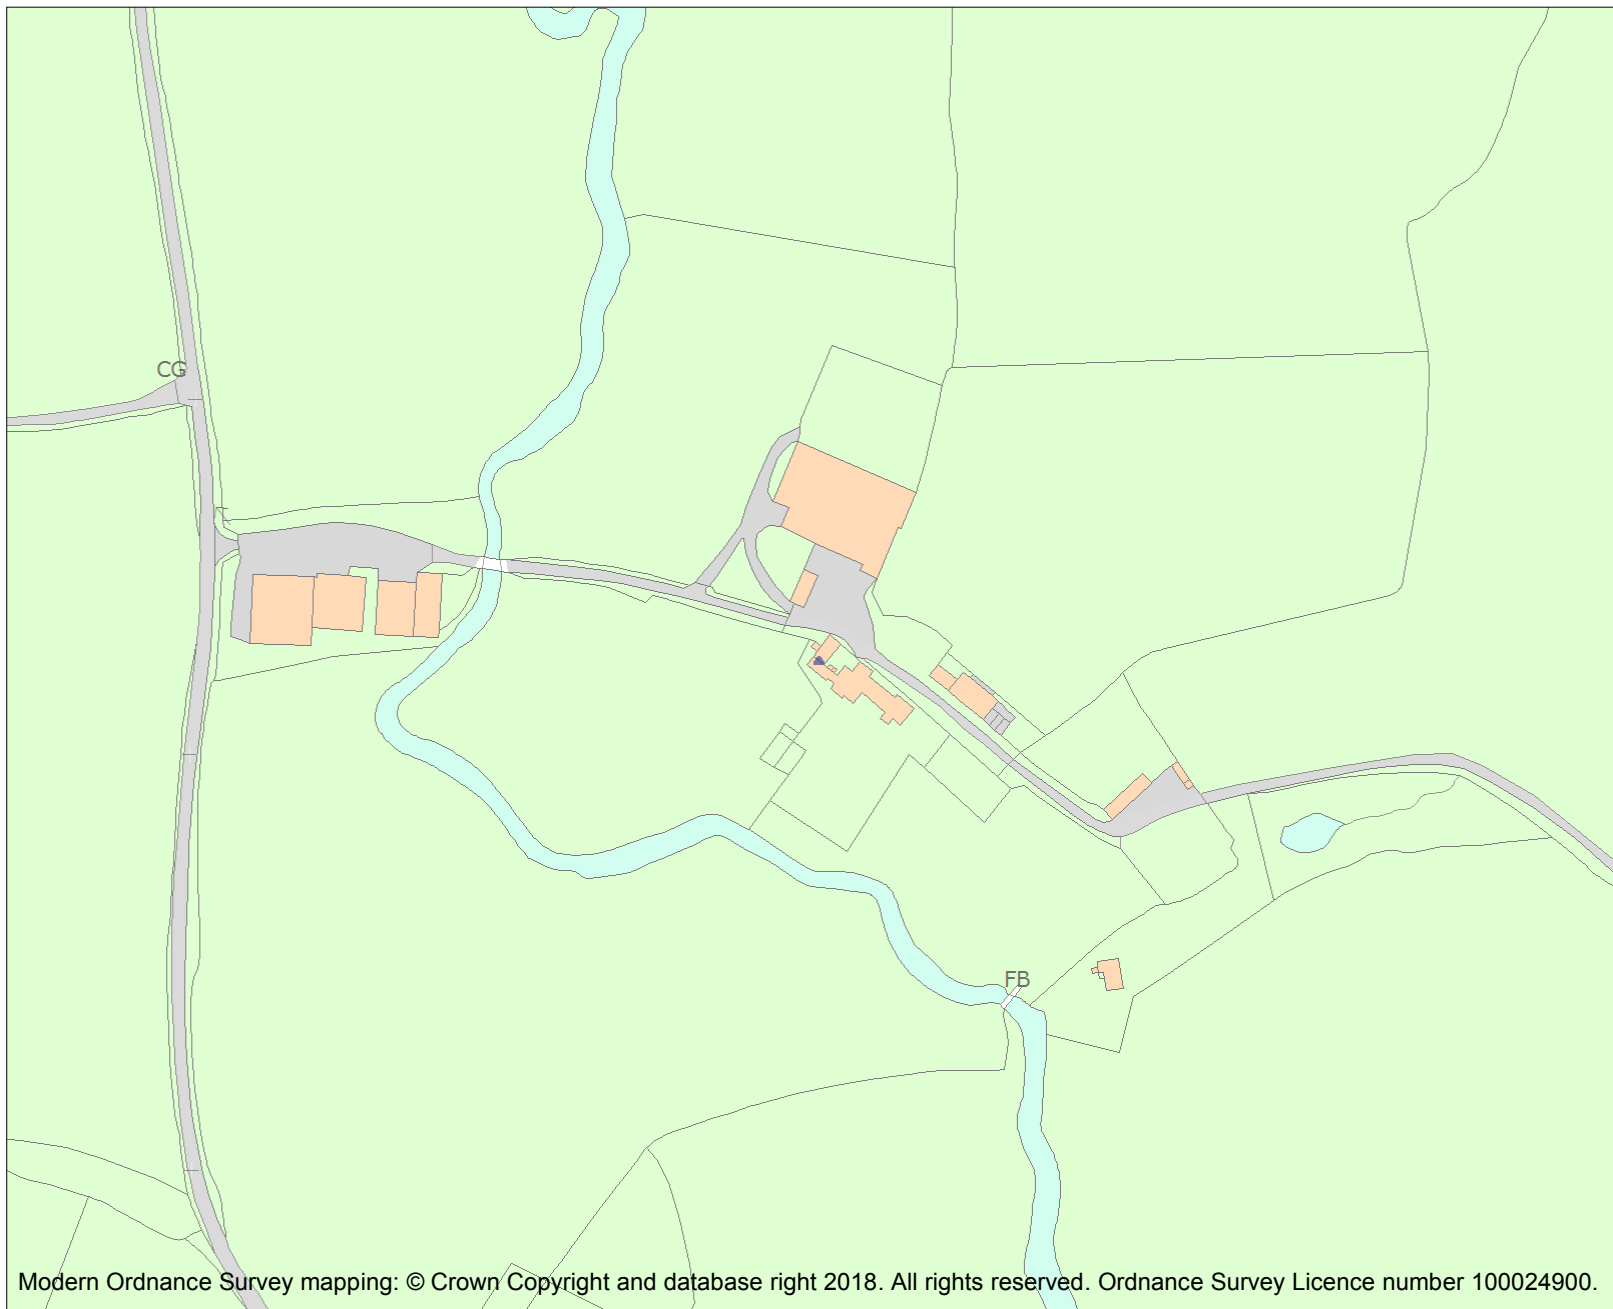 CG
FB
Modern Ordnance Survey mapping: © Crown Copyright and database right 2018. All rights reserved. Ordnance Survey Licence number 100024900.